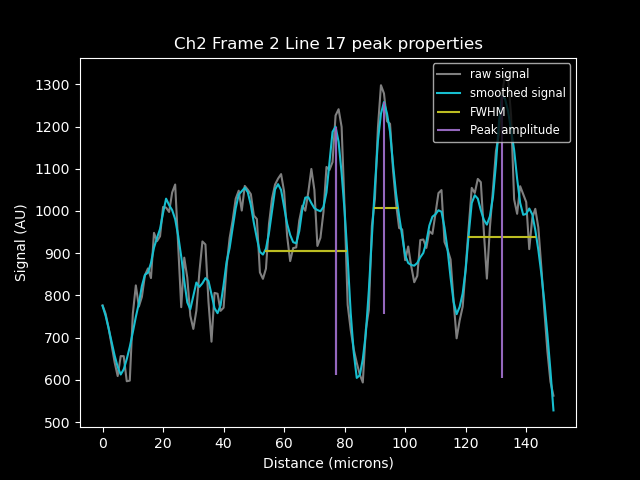 Ch2 Frame 2 Line 17 peak properties
raw signal
smoothed signal
FWHM
Peak amplitude
Signal (AU)
1300
1200
1100
1000
900
800
700
600
500
0 20 40 60 80 100 120 140
Distance (microns)